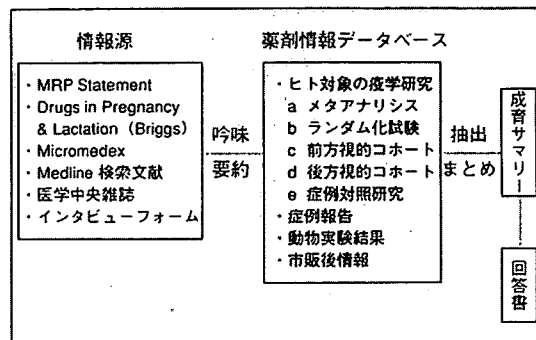 情報源
・MRP Statement
・Drugs in Pregnancy
& Lactation（Briggs）
・Micromedex
・Medline 検索文献
・医学中央雑誌
・インタビューフォーム
吟味
要約
薬剤情報データベース
・ヒト対象の疫学研究
a メタアナリシス
b ランダム化試験
c 前方視的コホート
d 後方視的コホート
e 症例対照研究
・症例報告
・動物実験結果
・市販後情報
抽出
まとめ
成育サマリー
回答書